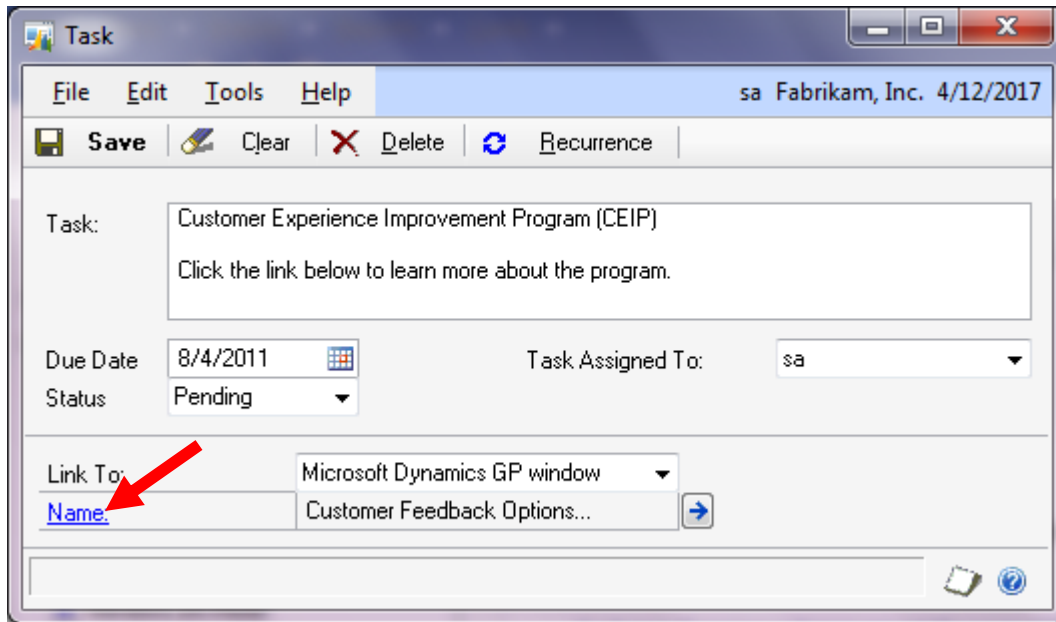 Task
File Edit Tools Help sa Fabrikam, Inc. 4/12/2017
Save Clear Delete Recurrence
Task: Customer Experience Improvement Program (CEIP)
Click the link below to learn more about the program.
Due Date 8/4/2011 Task Assigned To: sa
Status Pending
Link To: Microsoft Dynamics GP window
Name: Customer Feedback Options...